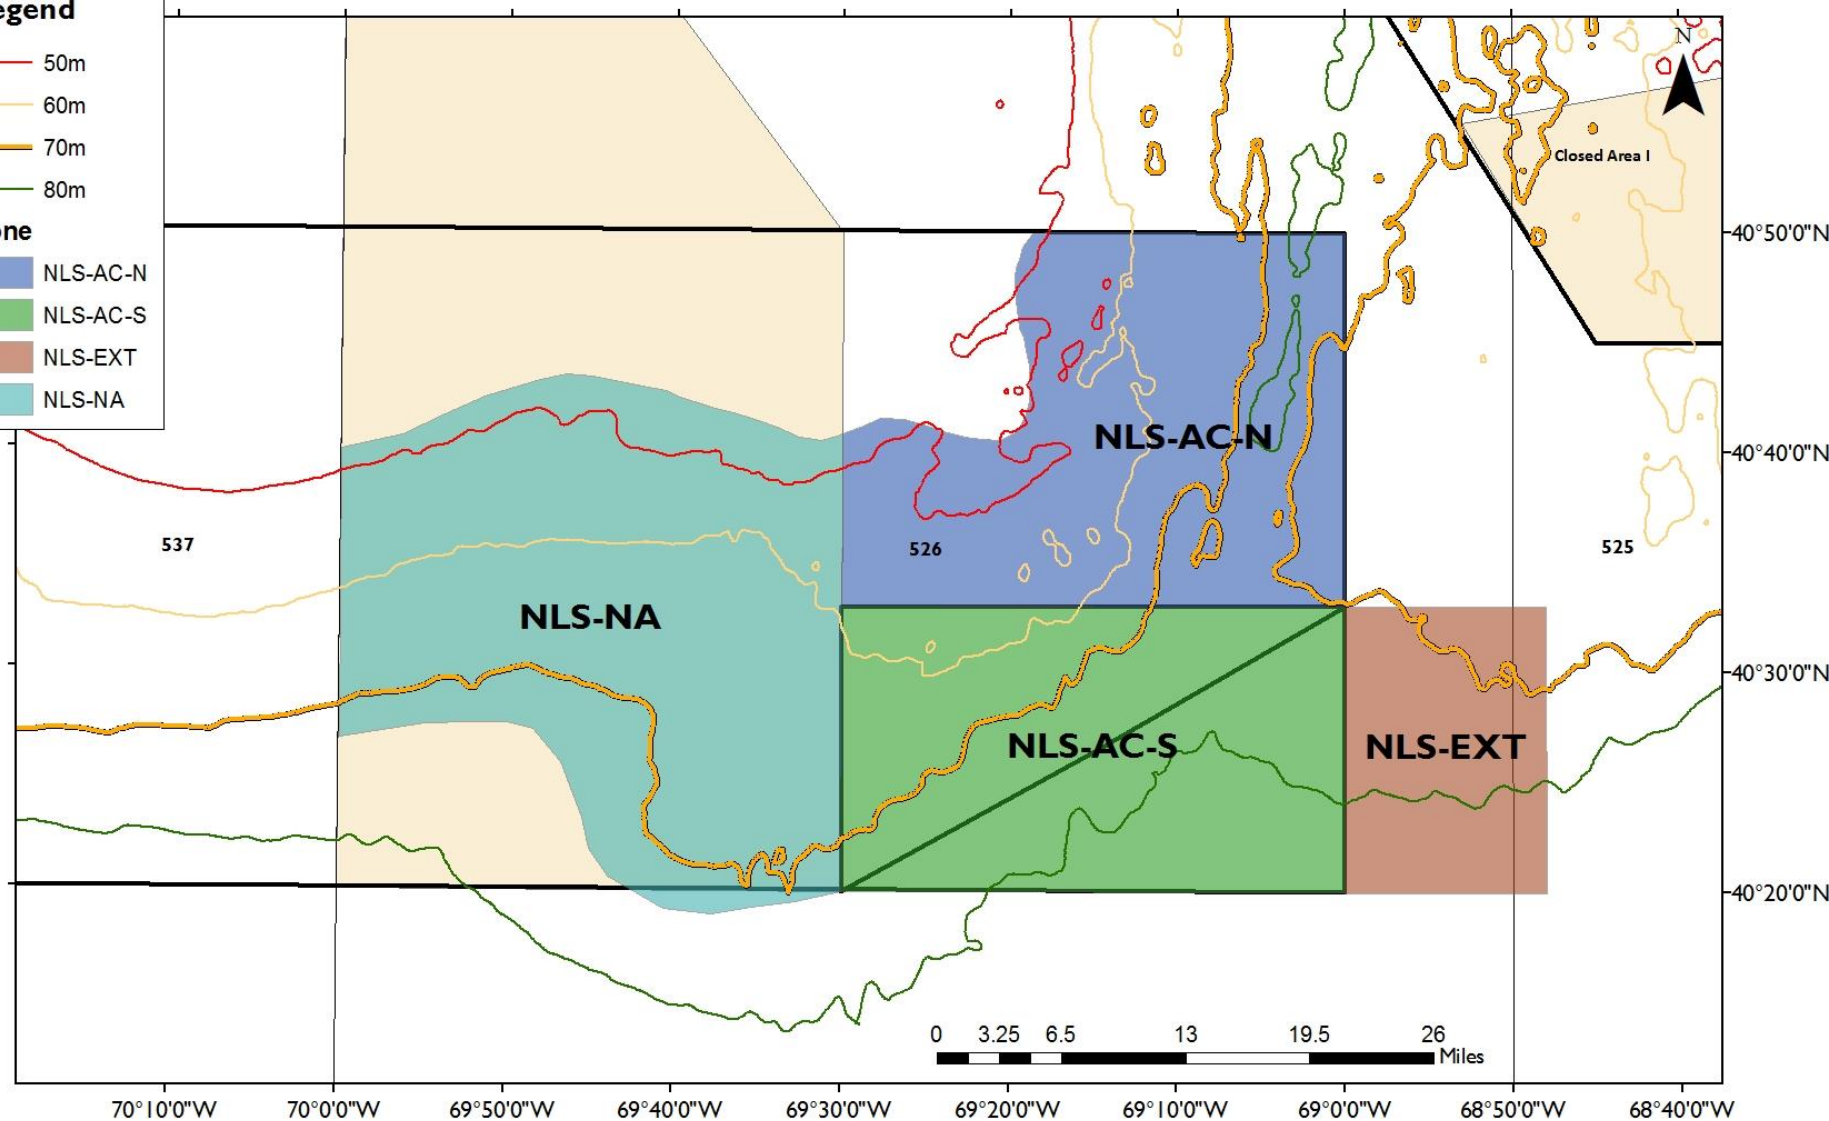 egend
50m
60m
70m
80m
one
NLS-AC-N
NLS-AC-S
NLS-EXT
NLS-NA
N
Closed Area I
40°50'0"N
40°40'0"N
40°30'0"N
40°20'0"N
NLS-AC-N
537
526
525
NLS-NA
NLS-AC-S
NLS-EXT
0 3.25 6.5 13 19.5 26
Miles
70°10'0"W 70°0'0"W 69°50'0"W 69°40'0"W 69°30'0"W 69°20'0"W 69°10'0"W 69°0'0"W 68°50'0"W 68°40'0"W